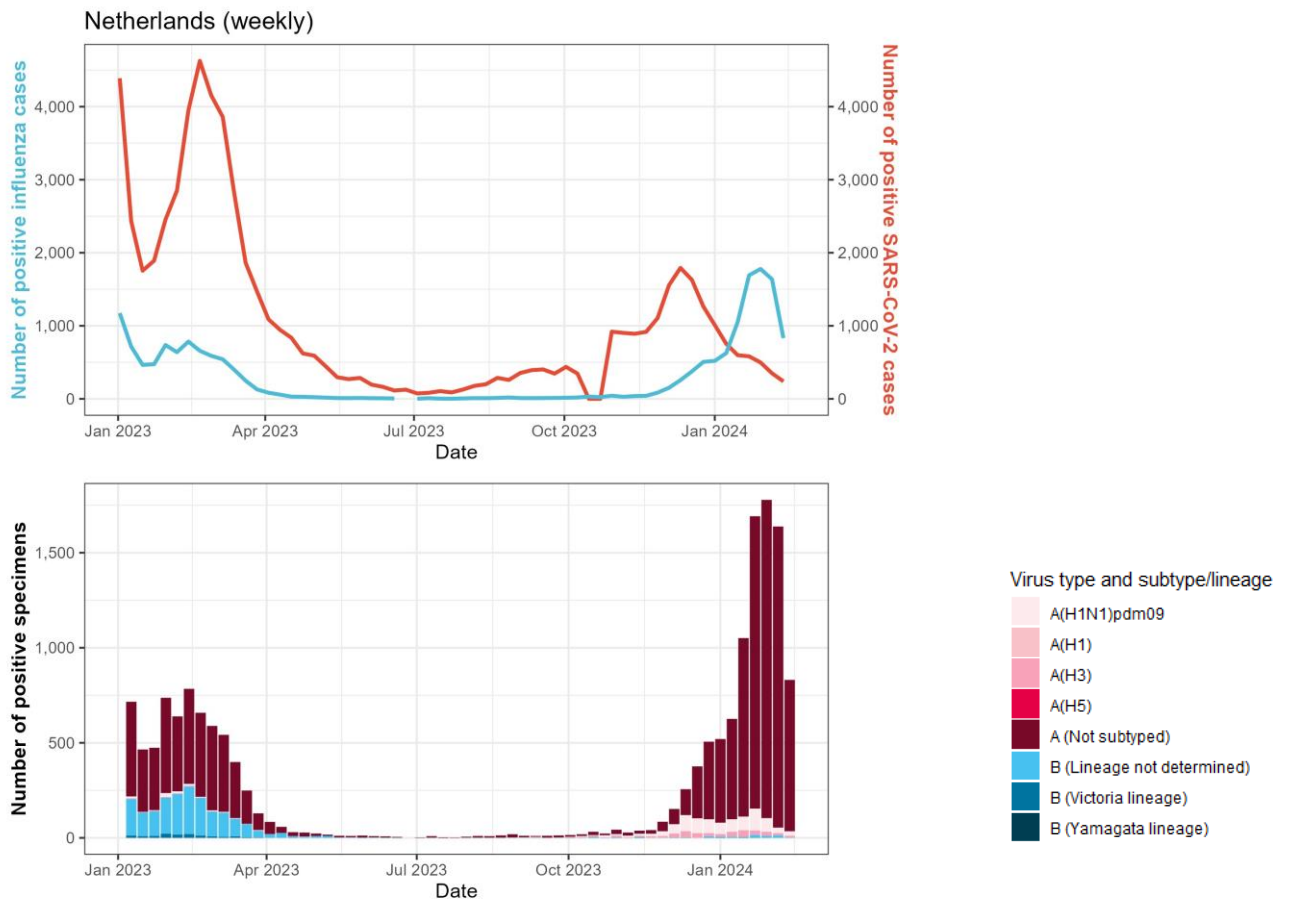 Netherlands (weekly)
Number of positive influenza cases
4,000
3,000
2,000
1,000
0
Number of positive SARS-CoV-2 cases
4,000
3,000
2,000
1,000
0
Jan 2023 Apr 2023 Jul 2023 Oct 2023 Jan 2024
Date
Number of positive specimens
1,500
1,000
500
0
Jan 2023 Apr 2023 Jul 2023 Oct 2023 Jan 2024
Date
Virus type and subtype/lineage
A(H1N1)pdm09
A(H1)
A(H3)
A(H5)
A (Not subtyped)
B (Lineage not determined)
B (Victoria lineage)
B (Yamagata lineage)